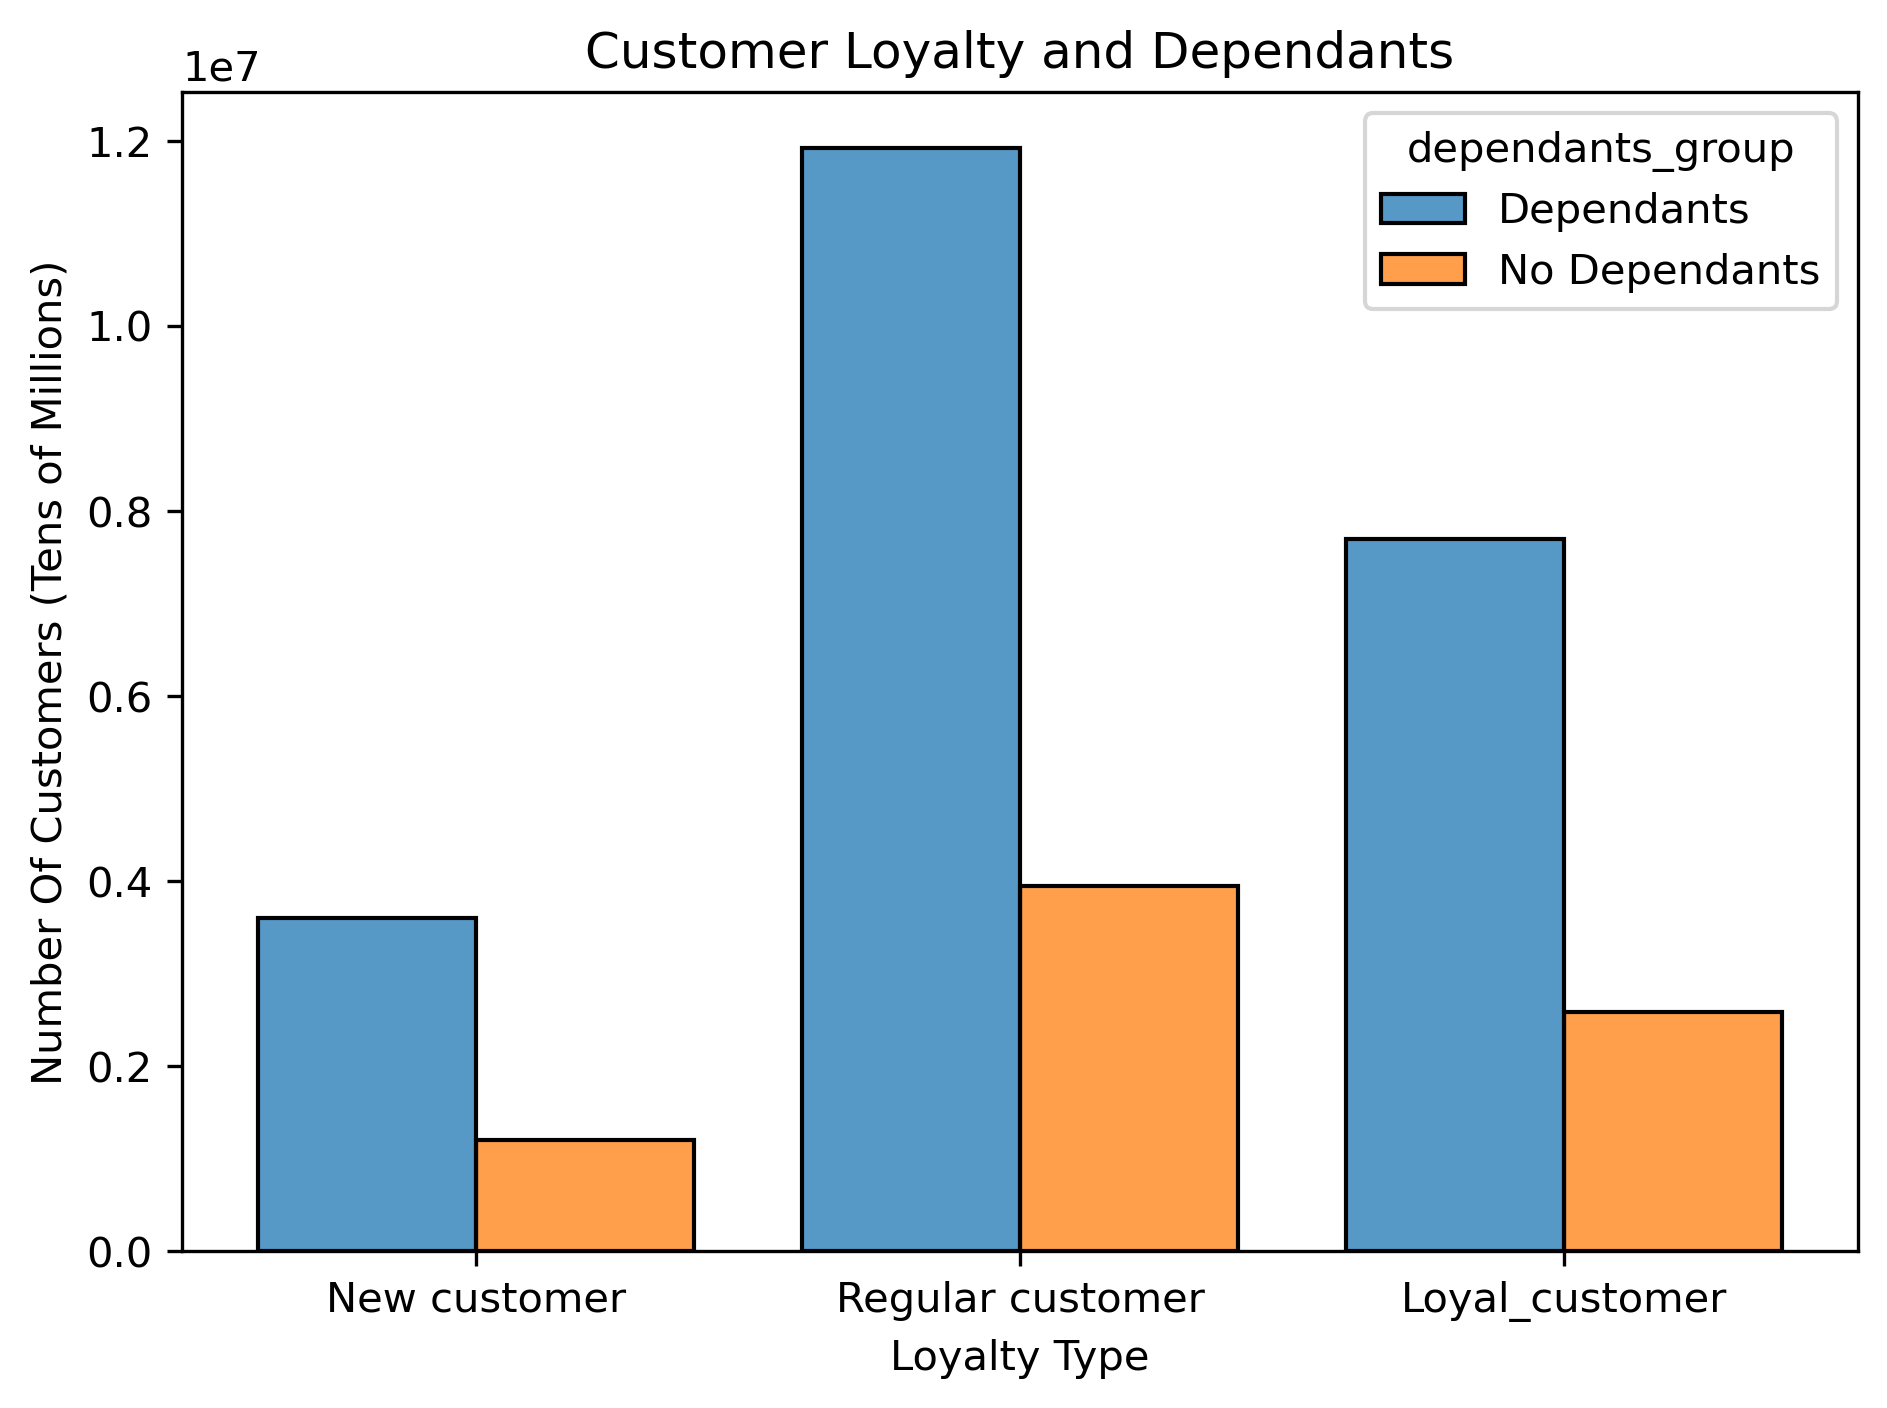 Customer Loyalty and Dependants
1e7
dependants_group
Dependants
No Dependants
1.2
1.0
0.8
0.6
0.4
0.2
0.0
Number Of Customers (Tens of Millions)
New customer
Regular customer
Loyal_customer
Loyalty Type